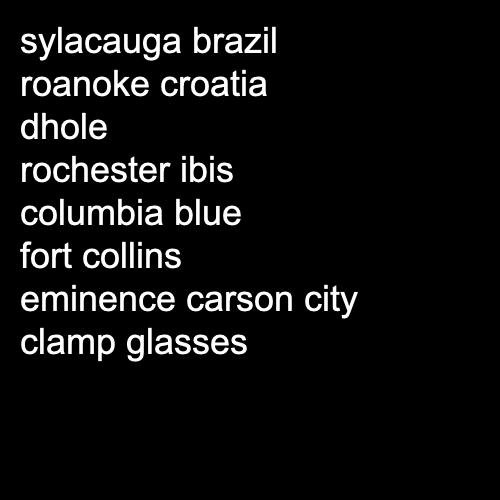 sylacauga brazil
roanoke croatia
dhole
rochester ibis
columbia blue
fort collins
eminence carson city
clamp glasses